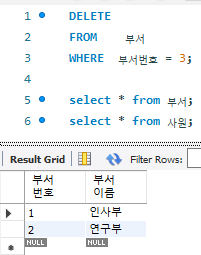 1 DELETE
2 FROM 부서
3 WHERE 부서번호 = 3;
4
5 select * from 부서;
6 select * from 사원;
Result Grid Filter Rows:
부서 부서
번호 이름
1 인사부
2 연구부
NULL NULL